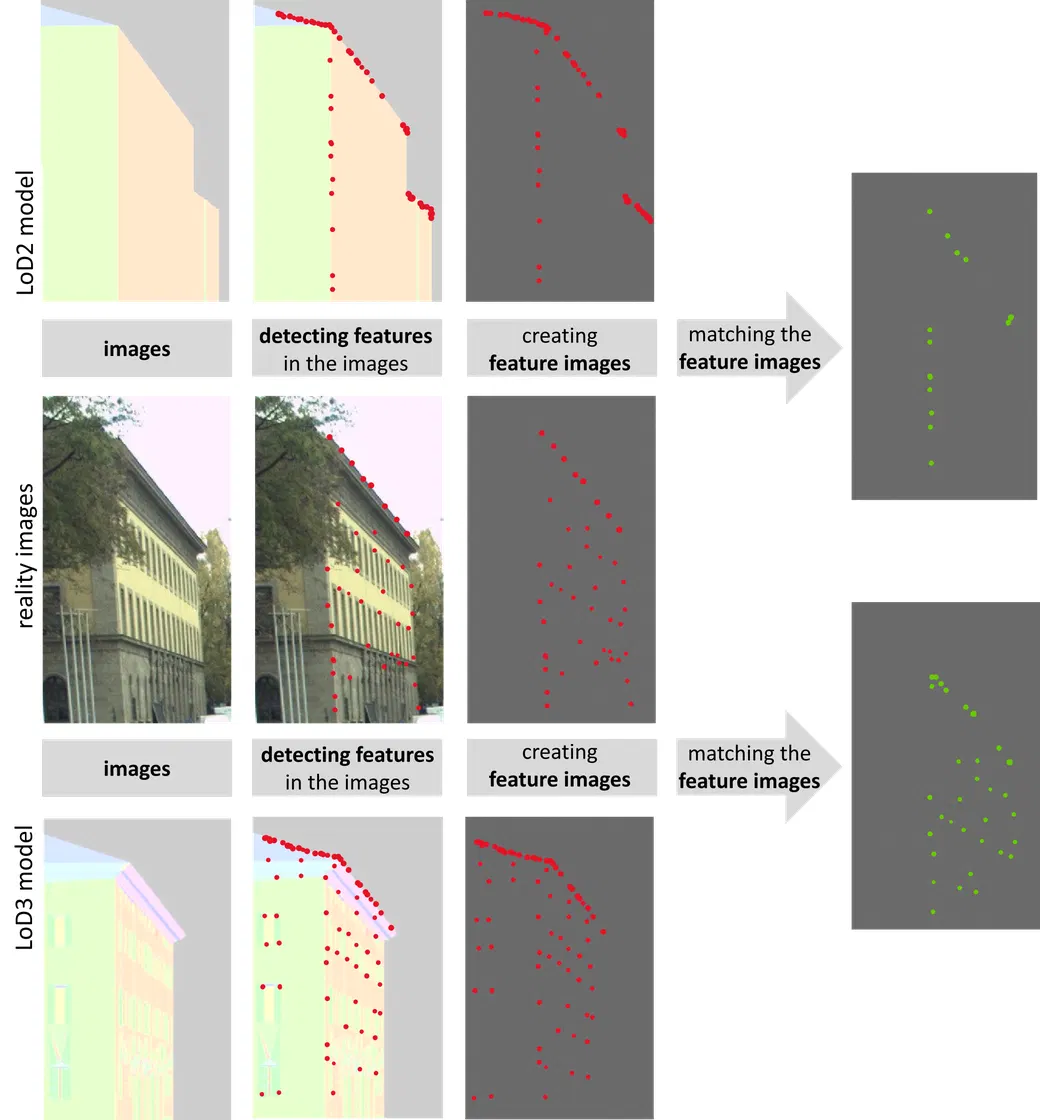 LoD2 model
images
detecting features
in the images
creating
feature images
matching the
feature images
reality images
images
detecting features
in the images
creating
feature images
matching the
feature images
LoD3 model